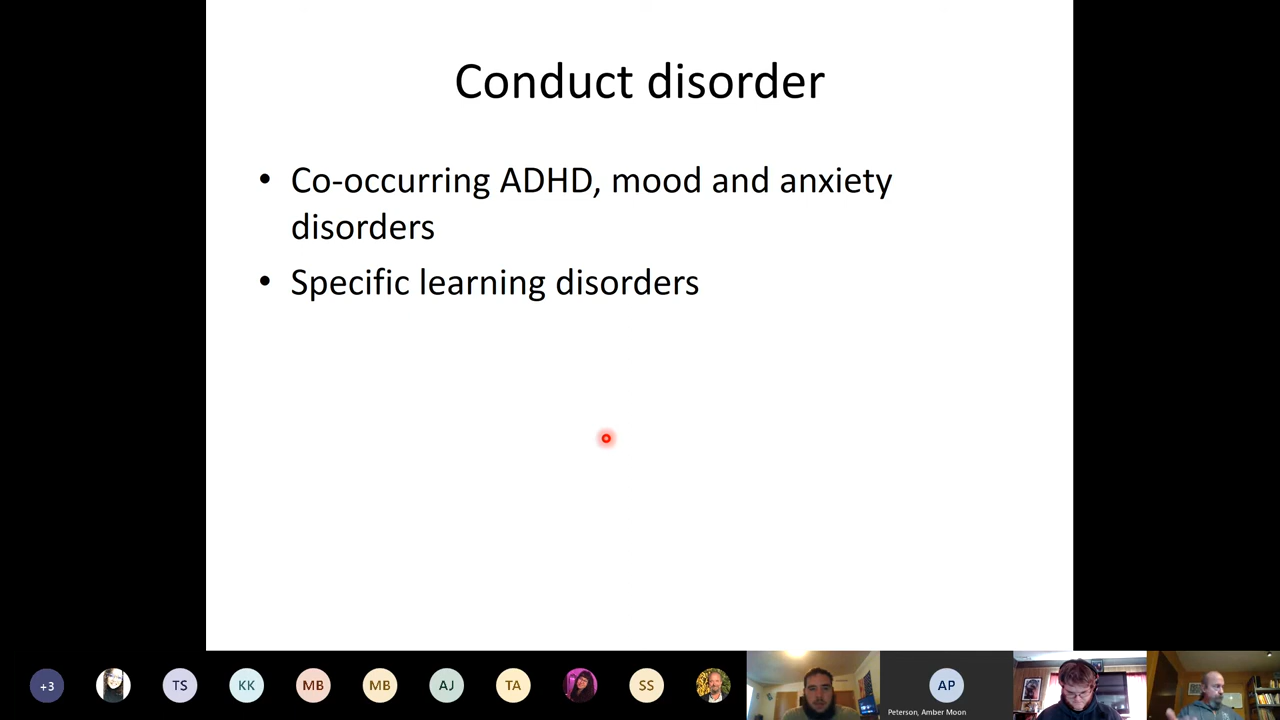 Conduct disorder
• Co-occurring ADHD, mood and anxiety
disorders
• Specific learning disorders
+3
TS
KK
MB
MB
AJ
TA
SS
AP
Peterson, Amber Moon